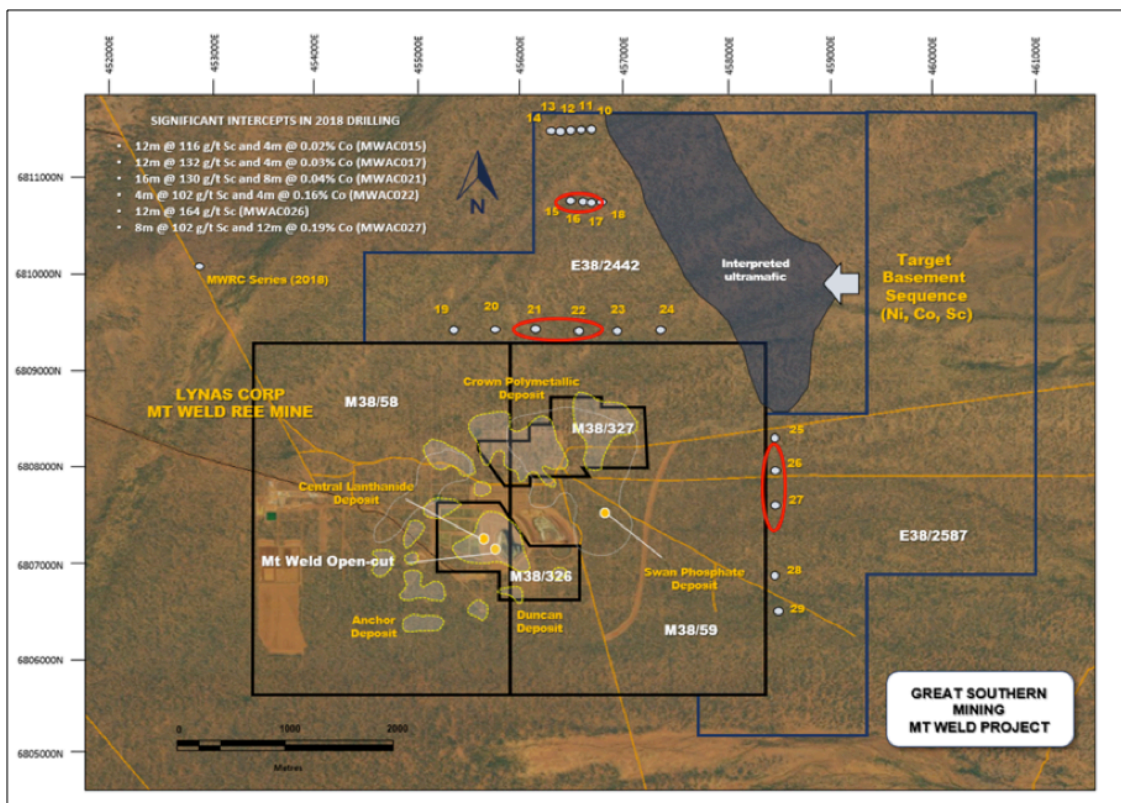 452000E
453000E
454000E
455000E
456000E
457000E
458000E
459000E
460000E
461000E
SIGNIFICANT INTERCEPTS IN 2018 DRILLING
• 12m @ 116 g/t Sc and 4m @ 0.02% Co (MWAC015)
• 12m @ 132 g/t Sc and 4m @ 0.03% Co (MWAC017)
• 16m @ 130 g/t Sc and 8m @ 0.04% Co (MWAC021)
• 4m @ 102 g/t Sc and 4m @ 0.16% Co (MWAC022)
• 12m @ 164 g/t Sc (MWAC026)
• 8m @ 102 g/t Sc and 12m @ 0.19% Co (MWAC027)
14
13
12
11
10
N
6811000N
15
16
17
18
6810000N
MWRC Series (2018)
E38/2442
Interpreted
ultramafic
Target
Basement
Sequence
(Ni, Co, Sc)
19
20
21
22
23
24
6809000N
LYNAS CORP
MT WELD REE MINE
M38/58
Crown Polymetallic
Deposit
M38/327
25
6808000N
26
Central Lanthanide
Deposit
27
E38/2587
Mt Weld Open-cut
6807000N
M38/326
Swan Phosphate
Deposit
28
Anchor
Deposit
Duncan
Deposit
29
M38/59
6806000N
GREAT SOUTHERN
MINING
MT WELD PROJECT
0
1000
2000
Metres
6805000N